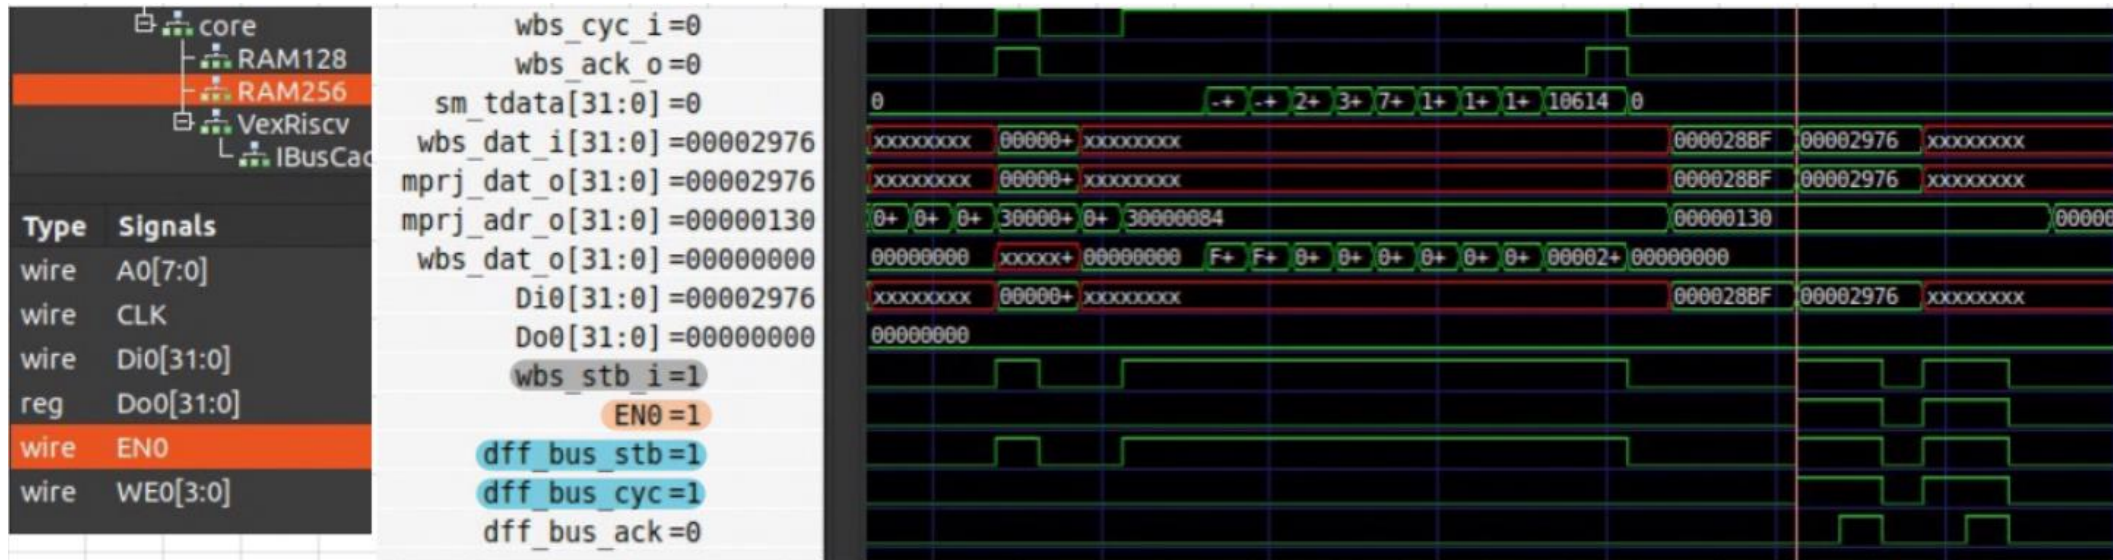 core
RAM128
RAM256
VexRiscv
IBusCac
Type Signals
wire A0[7:0]
wire CLK
wire Di0[31:0]
reg Do0[31:0]
wire EN0
wire WE0[3:0]
wbs_cyc_i=0
wbs_ack_o=0
sm_tdata[31:0]=0 0 -+ -+ 2+ 3+ 7+ 1+ 1+ 1+ 10614 0
wbs_dat_i[31:0]=00002976 xxxxxxxx 00000+ xxxxxxxx 000028BF 00002976 xxxxxxxx
mprj_dat_o[31:0]=00002976 xxxxxxxx 00000+ xxxxxxxx 000028BF 00002976 xxxxxxxx
mprj_adr_o[31:0]=00000130 0+ 0+ 0+ 30000+ 0+ 30000084 00000130 00000
wbs_dat_o[31:0]=00000000 00000000 xxxxx+ 00000000 F+ F+ 0+ 0+ 0+ 0+ 0+ 0+ 00002+ 00000000
Di0[31:0]=00002976 xxxxxxxx 00000+ xxxxxxxx 000028BF 00002976 xxxxxxxx
Do0[31:0]=00000000 00000000
wbs_stb_i=1
EN0=1
dff_bus_stb=1
dff_bus_cyc=1
dff_bus_ack=0